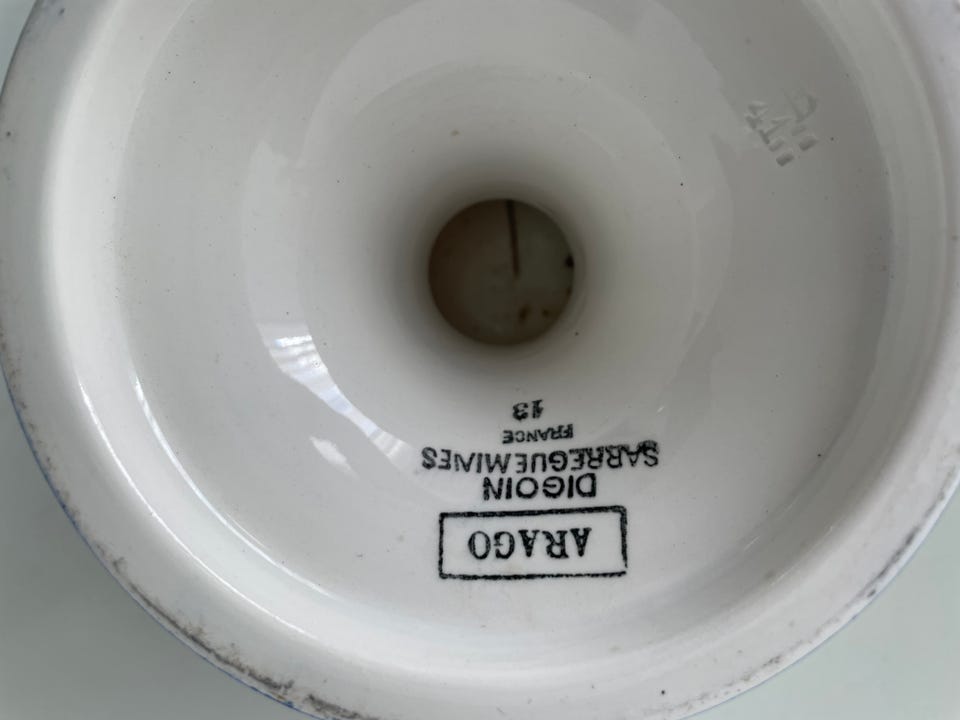 ARAGO
DIGOIN
SARREGUEMINES
FRANCE
13